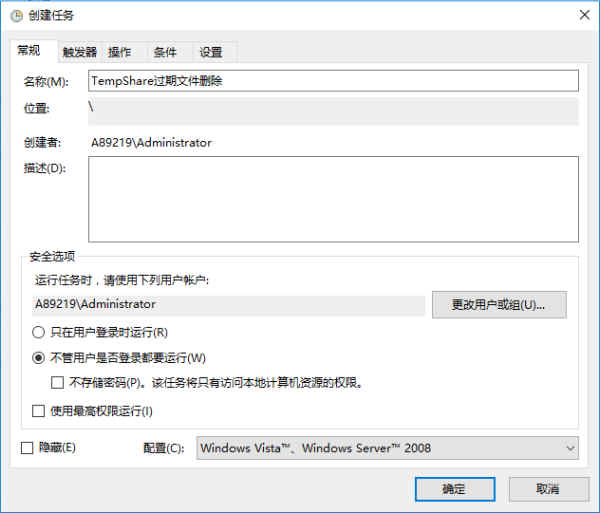 创建任务
常规 触发器 操作 条件 设置
名称(M): TempShare过期文件删除
位置: \
创建者: A89219\Administrator
描述(D):
安全选项
运行任务时，请使用下列用户帐户:
A89219\Administrator 更改用户或组(U)...
只在用户登录时运行(R)
不管用户是否登录都要运行(W)
不存储密码(P)。该任务将只有访问本地计算机资源的权限。
使用最高权限运行(I)
隐藏(E) 配置(C): Windows Vista™、Windows Server™ 2008
确定 取消